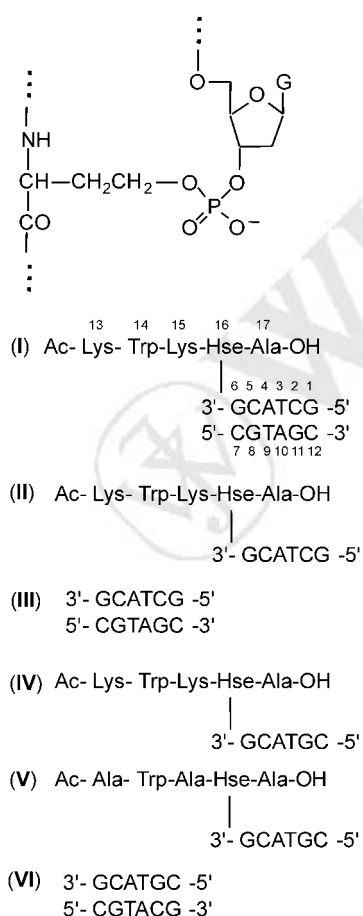 O
O
G
NH
CH–CH₂CH₂–O
O
P
CO
O
O⁻
13 14 15 16 17
(I) Ac- Lys- Trp-Lys-Hse-Ala-OH
6 5 4 3 2 1
3'- GCATCG -5'
5'- CGTAGC -3'
7 8 9 10 11 12
(II) Ac- Lys- Trp-Lys-Hse-Ala-OH
3'- GCATCG -5'
(III) 3'- GCATCG -5'
5'- CGTAGC -3'
(IV) Ac- Lys- Trp-Lys-Hse-Ala-OH
3'- GCATGC -5'
(V) Ac- Ala- Trp-Ala-Hse-Ala-OH
3'- GCATGC -5'
(VI) 3'- GCATGC -5'
5'- CGTACG -3'